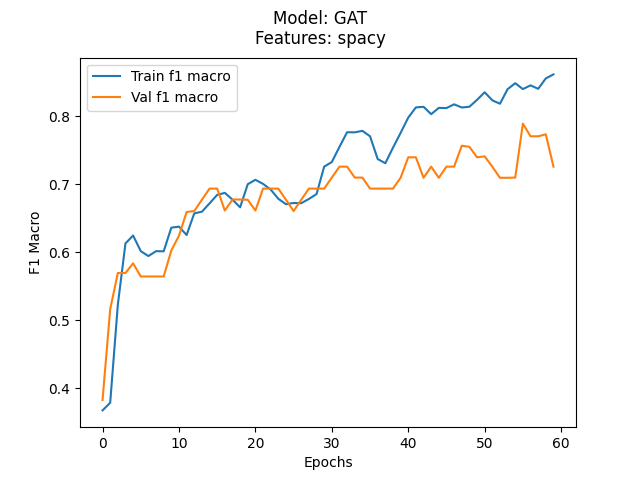 Model: GAT
Features: spacy
Train f1 macro
Val f1 macro
F1 Macro
0.8
0.7
0.6
0.5
0.4
0 10 20 30 40 50 60
Epochs